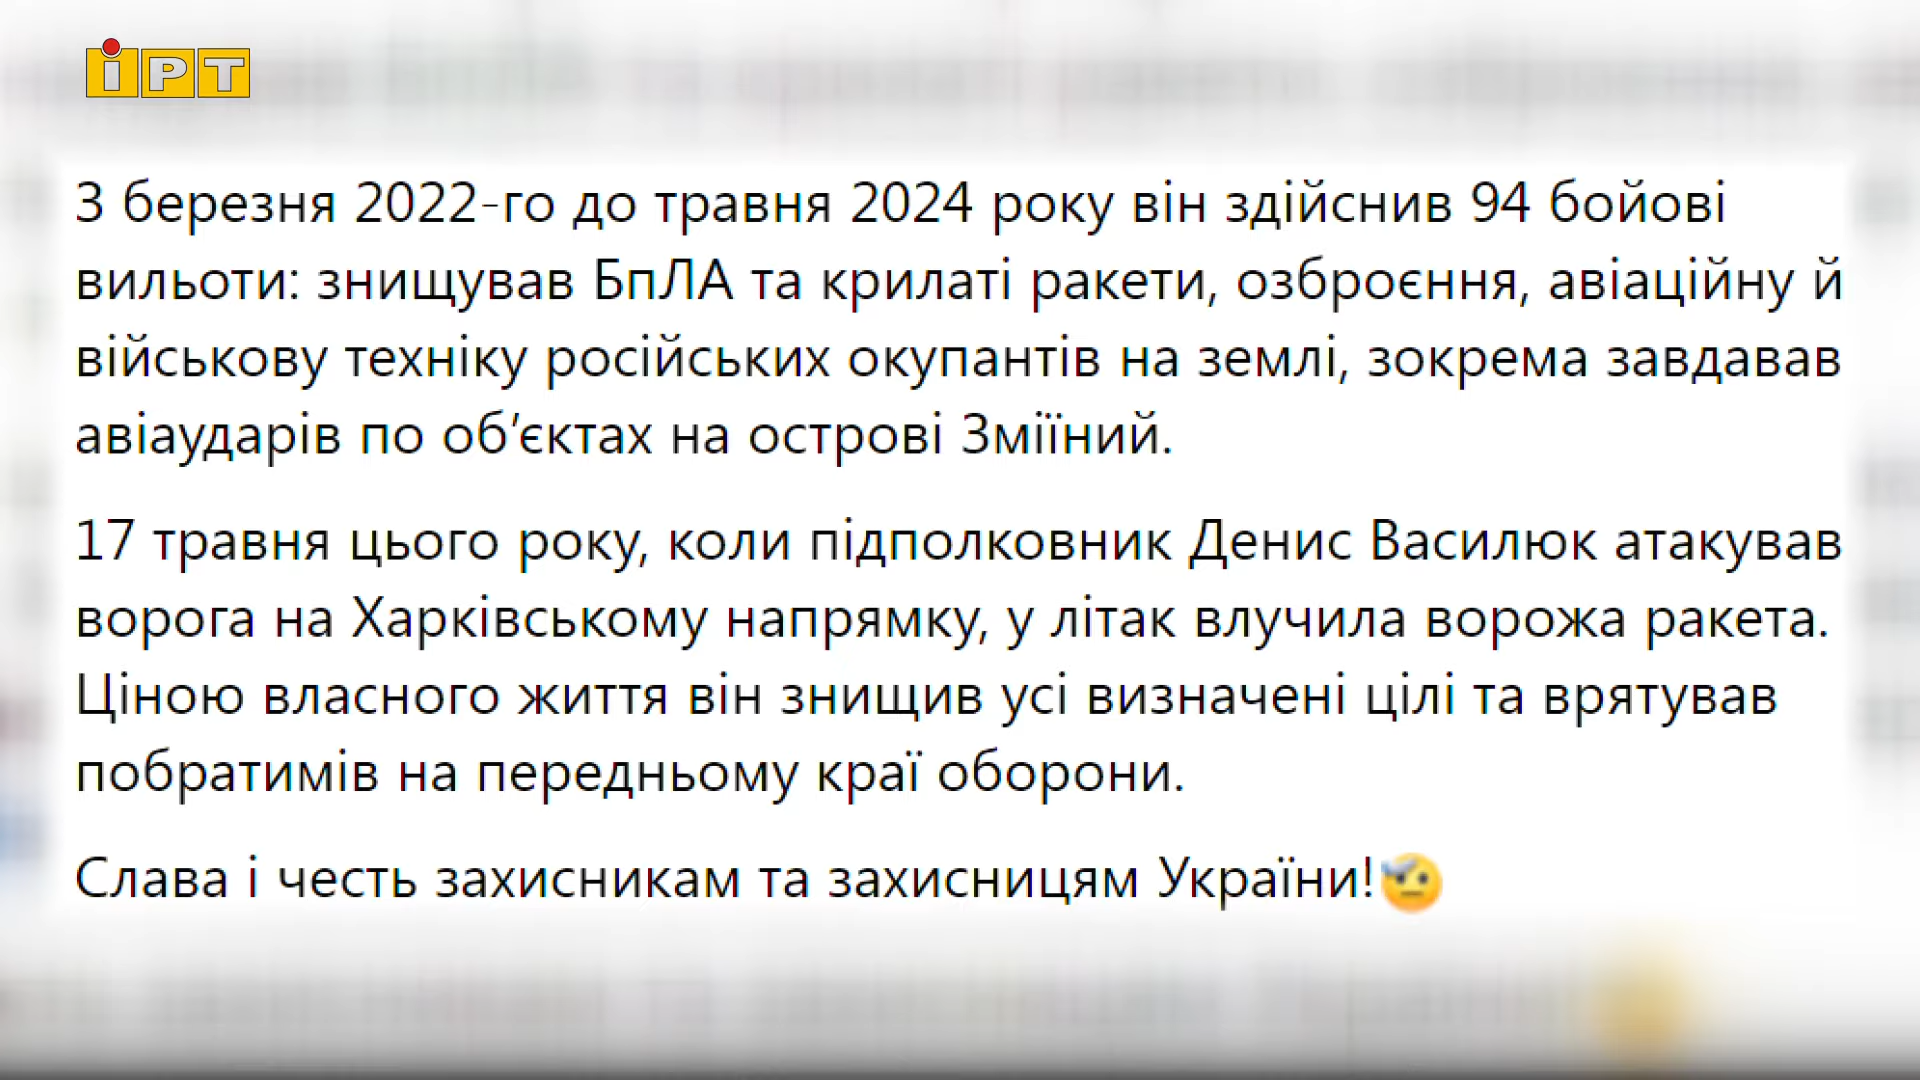 іРТ
З березня 2022-го до травня 2024 року він здійснив 94 бойові
вильоти: знищував БпЛА та крилаті ракети, озброєння, авіаційну й
військову техніку російських окупантів на землі, зокрема завдавав
авіаударів по об’єктах на острові Зміїний.
17 травня цього року, коли підполковник Денис Василюк атакував
ворога на Харківському напрямку, у літак влучила ворожа ракета.
Ціною власного життя він знищив усі визначені цілі та врятував
побратимів на передньому краї оборони.
Слава і честь захисникам та захисницям України!